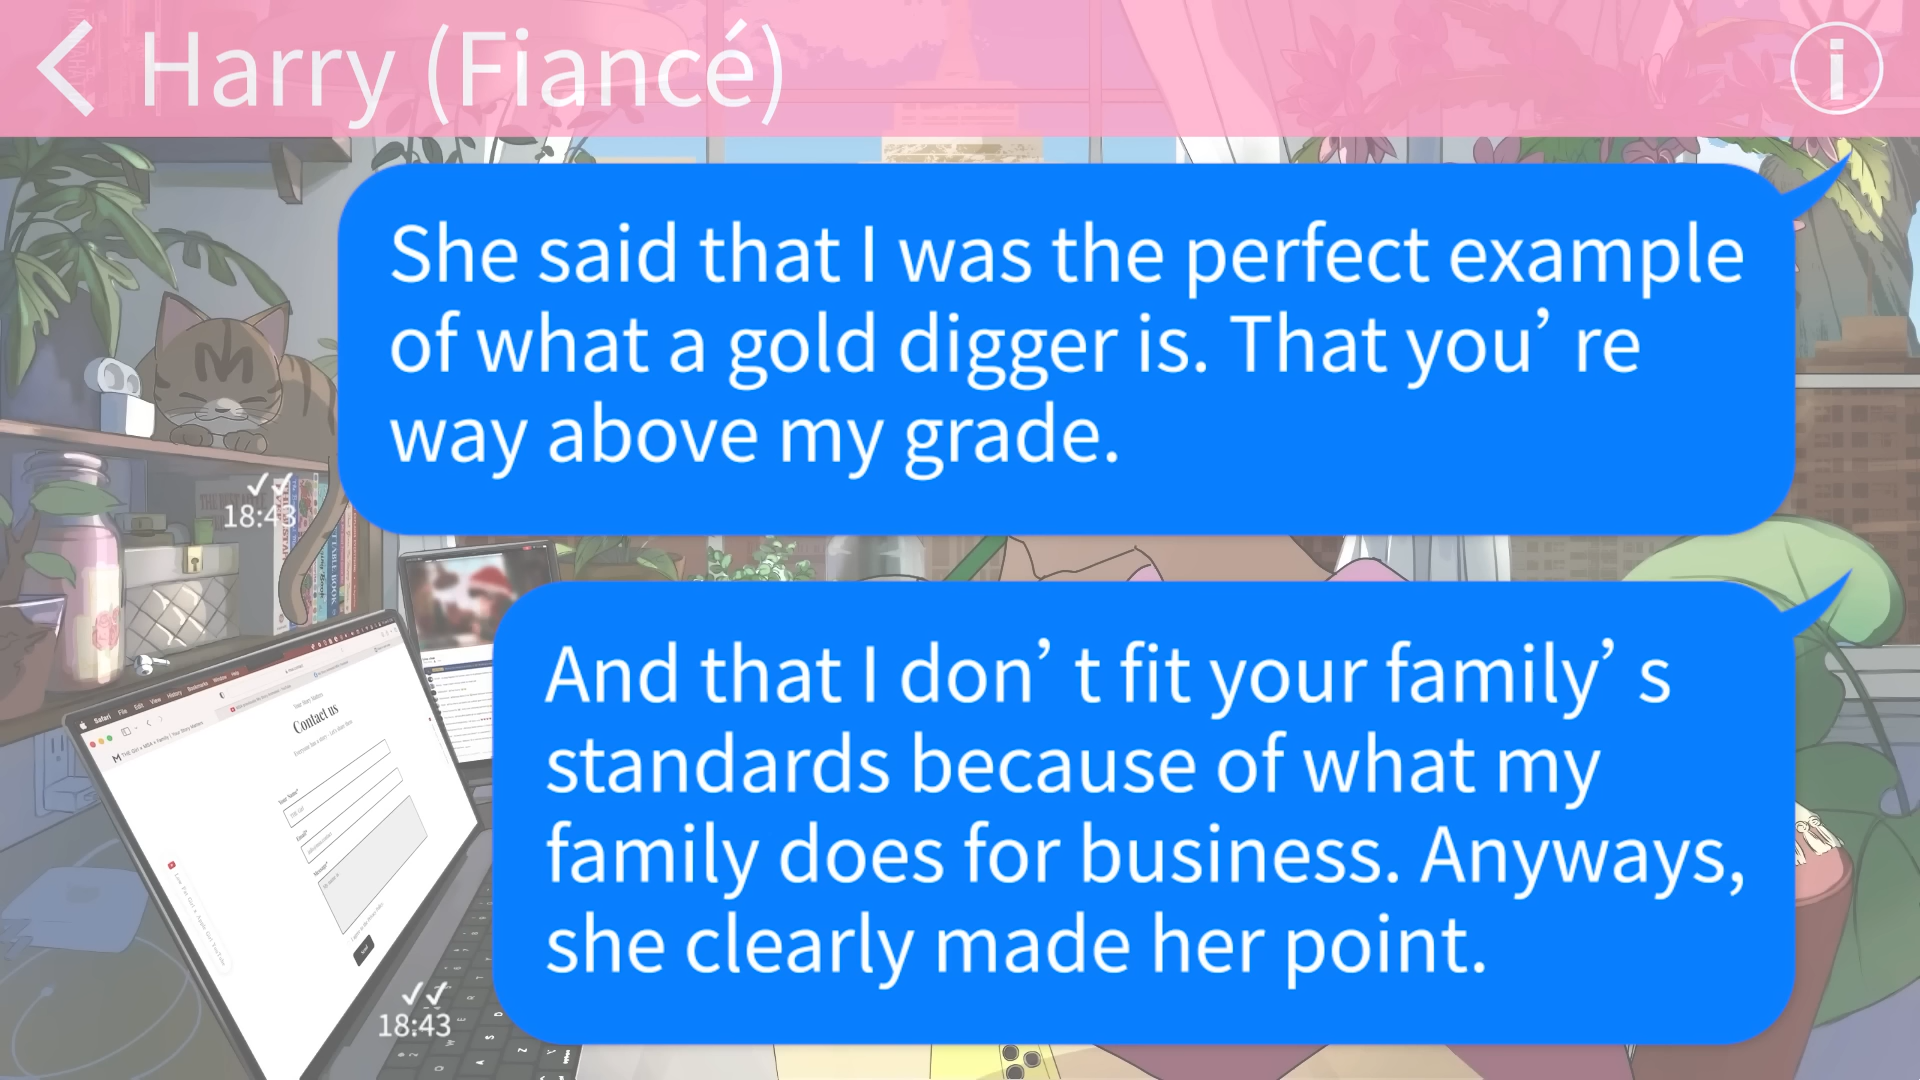 Harry (Fiancé)
She said that I was the perfect example
of what a gold digger is. That you’ re
way above my grade.
18:43
And that I don’ t fit your family’ s
standards because of what my
family does for business. Anyways,
she clearly made her point.
18:43
Contact us